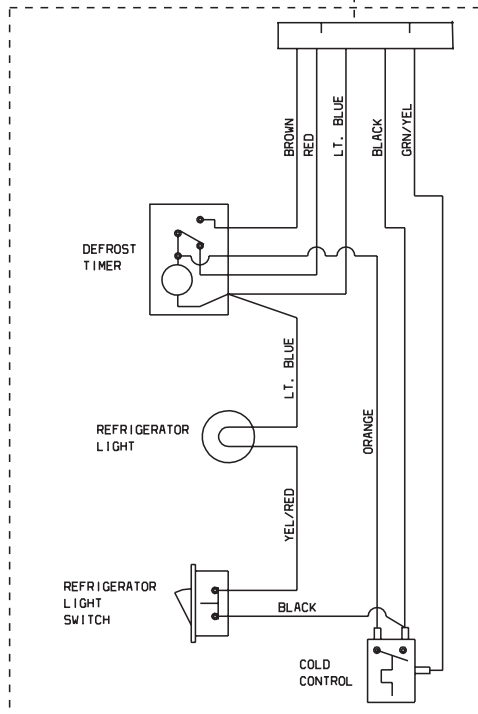 BROWN
RED
LT. BLUE
BLACK
GRN/YEL
DEFROST
TIMER
LT. BLUE
REFRIGERATOR
LIGHT
ORANGE
YEL/RED
REFRIGERATOR
LIGHT
SWITCH
BLACK
COLD
CONTROL